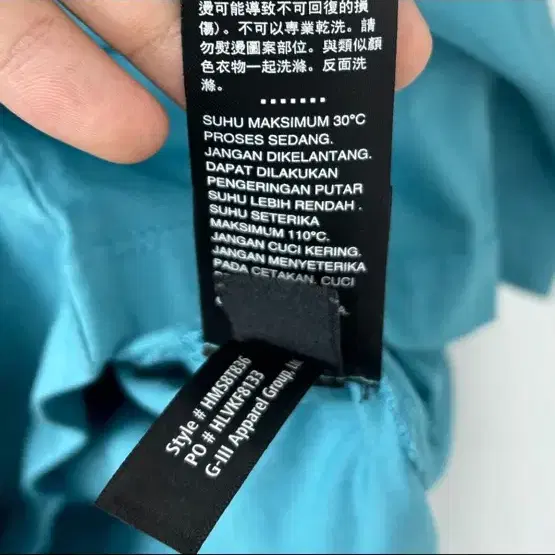 燙可能導致不可回復的損
傷)。不可以專業乾洗。請
勿熨燙圖案部位。與類似顏
色衣物一起洗滌。反面洗
滌。
SUHU MAKSIMUM 30°C
PROSES SEDANG.
JANGAN DIKELANTANG.
DAPAT DILAKUKAN
PENGERINGAN PUTAR
SUHU LEBIH RENDAH.
SUHU SETERIKA
MAKSIMUM 110°C.
JANGAN CUCI KERING.
JANGAN MENYETERIKA
PADA CETAKAN. CUCI
Style # HMS8T836
PO # HLVKF8133
G-III Apparel Group,